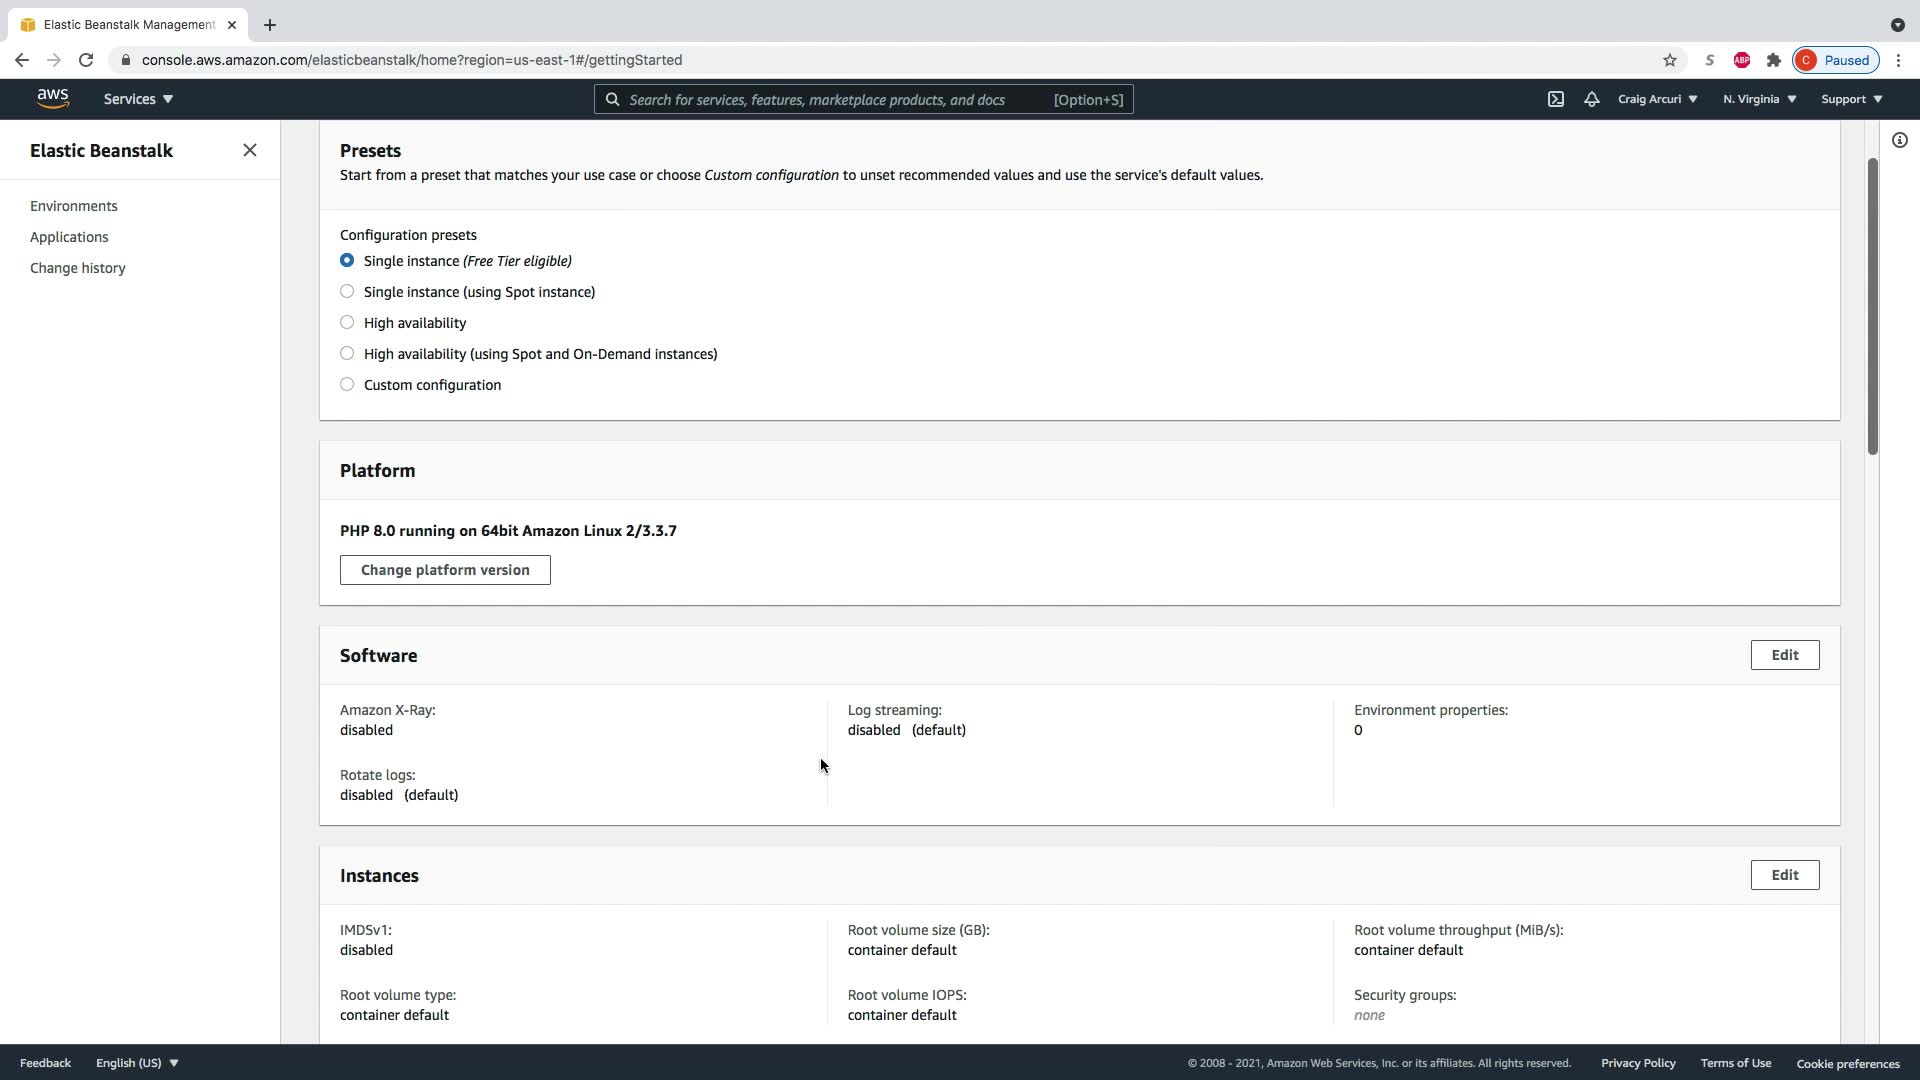 Elastic Beanstalk Management
console.aws.amazon.com/elasticbeanstalk/home?region=us-east-1#/gettingStarted
S
ABP
C
Paused
aws
Services
Search for services, features, marketplace products, and docs
[Option+S]
Craig Arcuri
N. Virginia
Support
Elastic Beanstalk
Environments
Applications
Change history
Presets
Start from a preset that matches your use case or choose Custom configuration to unset recommended values and use the service's default values.
Configuration presets
Single instance (Free Tier eligible)
Single instance (using Spot instance)
High availability
High availability (using Spot and On-Demand instances)
Custom configuration
Platform
PHP 8.0 running on 64bit Amazon Linux 2/3.3.7
Change platform version
Software
Edit
Amazon X-Ray:
disabled
Rotate logs:
disabled (default)
Log streaming:
disabled (default)
Environment properties:
0
Instances
Edit
IMDSv1:
disabled
Root volume type:
container default
Root volume size (GB):
container default
Root volume IOPS:
container default
Root volume throughput (MiB/s):
container default
Security groups:
none
Feedback
English (US)
© 2008 - 2021, Amazon Web Services, Inc. or its affiliates. All rights reserved.
Privacy Policy
Terms of Use
Cookie preferences